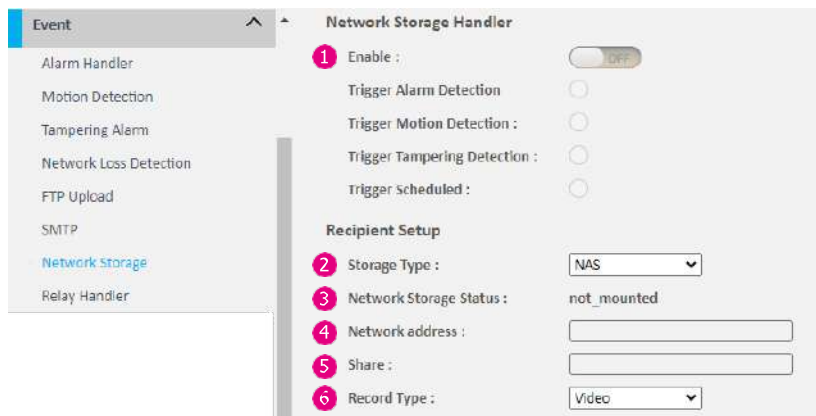 Event
Alarm Handler
Motion Detection
Tampering Alarm
Network Loss Detection
FTP Upload
SMTP
Network Storage
Relay Handler
Network Storage Handler
1 Enable : OFF
Trigger Alarm Detection
Trigger Motion Detection :
Trigger Tampering Detection :
Trigger Scheduled :
Recipient Setup
2 Storage Type : NAS
3 Network Storage Status : not_mounted
4 Network address :
5 Share :
6 Record Type : Video